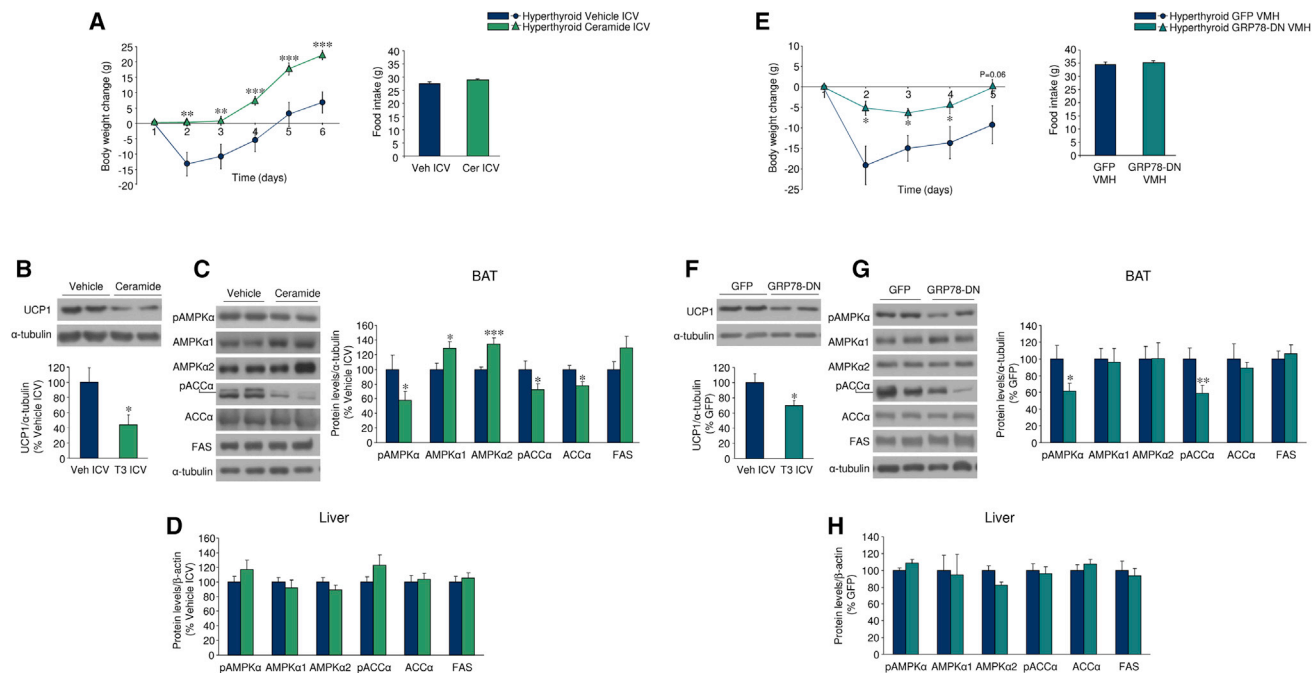 A
Hyperthyroid Vehicle ICV
Hyperthyroid Ceramide ICV
Body weight change (g)
25
20
15
10
5
0
-5
-10
-15
-20
1 2 3 4 5 6
** ** *** *** ***
Time (days)
Food intake (g)
40
35
30
25
20
15
10
5
0
Veh ICV Cer ICV
E
Hyperthyroid GFP VMH
Hyperthyroid GRP78-DN VMH
Body weight change (g)
10
5
0
-5
-10
-15
-20
-25
1 2 3 4 5
* * *
P=0.06
Time (days)
Food intake (g)
40
35
30
25
20
15
10
5
0
GFP GRP78-DN
VMH VMH
B
Vehicle Ceramide
UCP1
α-tubulin
UCP1/α-tubulin
(% Vehicle ICV)
120
100
80
60
40
20
0
*
Veh ICV T3 ICV
C
Vehicle Ceramide
pAMPKα
AMPKα1
AMPKα2
pACCα
ACCα
FAS
α-tubulin
BAT
Protein levels/α-tubulin
(% Vehicle ICV)
160
140
120
100
80
60
40
20
0
* * *** * *
pAMPKα AMPKα1 AMPKα2 pACCα ACCα FAS
D
Liver
Protein levels/β-actin
(% Vehicle ICV)
160
140
120
100
80
60
40
20
0
pAMPKα AMPKα1 AMPKα2 pACCα ACCα FAS
F
GFP GRP78-DN
UCP1
α-tubulin
UCP1/α-tubulin
(% GFP)
120
100
80
60
40
20
0
*
Veh ICV T3 ICV
G
GFP GRP78-DN
pAMPKα
AMPKα1
AMPKα2
pACCα
ACCα
FAS
α-tubulin
BAT
Protein levels/α-tubulin
(% GFP)
140
120
100
80
60
40
20
0
* **
pAMPKα AMPKα1 AMPKα2 pACCα ACCα FAS
H
Liver
Protein levels/β-actin
(% GFP)
140
120
100
80
60
40
20
0
pAMPKα AMPKα1 AMPKα2 pACCα ACCα FAS